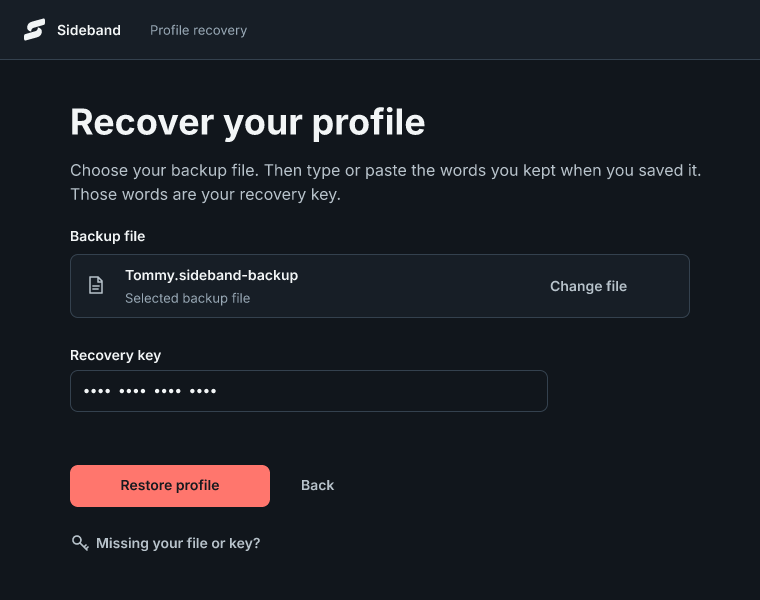 Sideband
Profile recovery
Recover your profile
Choose your backup file. Then type or paste the words you kept when you saved it.
Those words are your recovery key.
Backup file
Tommy.sideband-backup
Selected backup file
Change file
Recovery key
•••• •••• •••• ••••
Restore profile
Back
Missing your file or key?